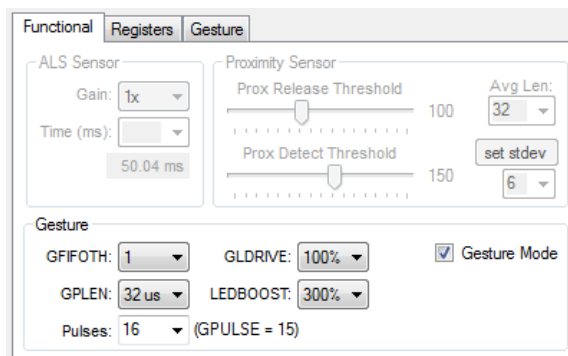 Functional Registers Gesture
ALS Sensor
Gain: 1x
Time (ms):
50.04 ms
Proximity Sensor
Prox Release Threshold
100
Avg Len:
32
Prox Detect Threshold
150
set stdev
6
Gesture
GFIFOTH: 1 GLDRIVE: 100% Gesture Mode
GPLEN: 32 us LEDBOOST: 300%
Pulses: 16 (GPULSE = 15)